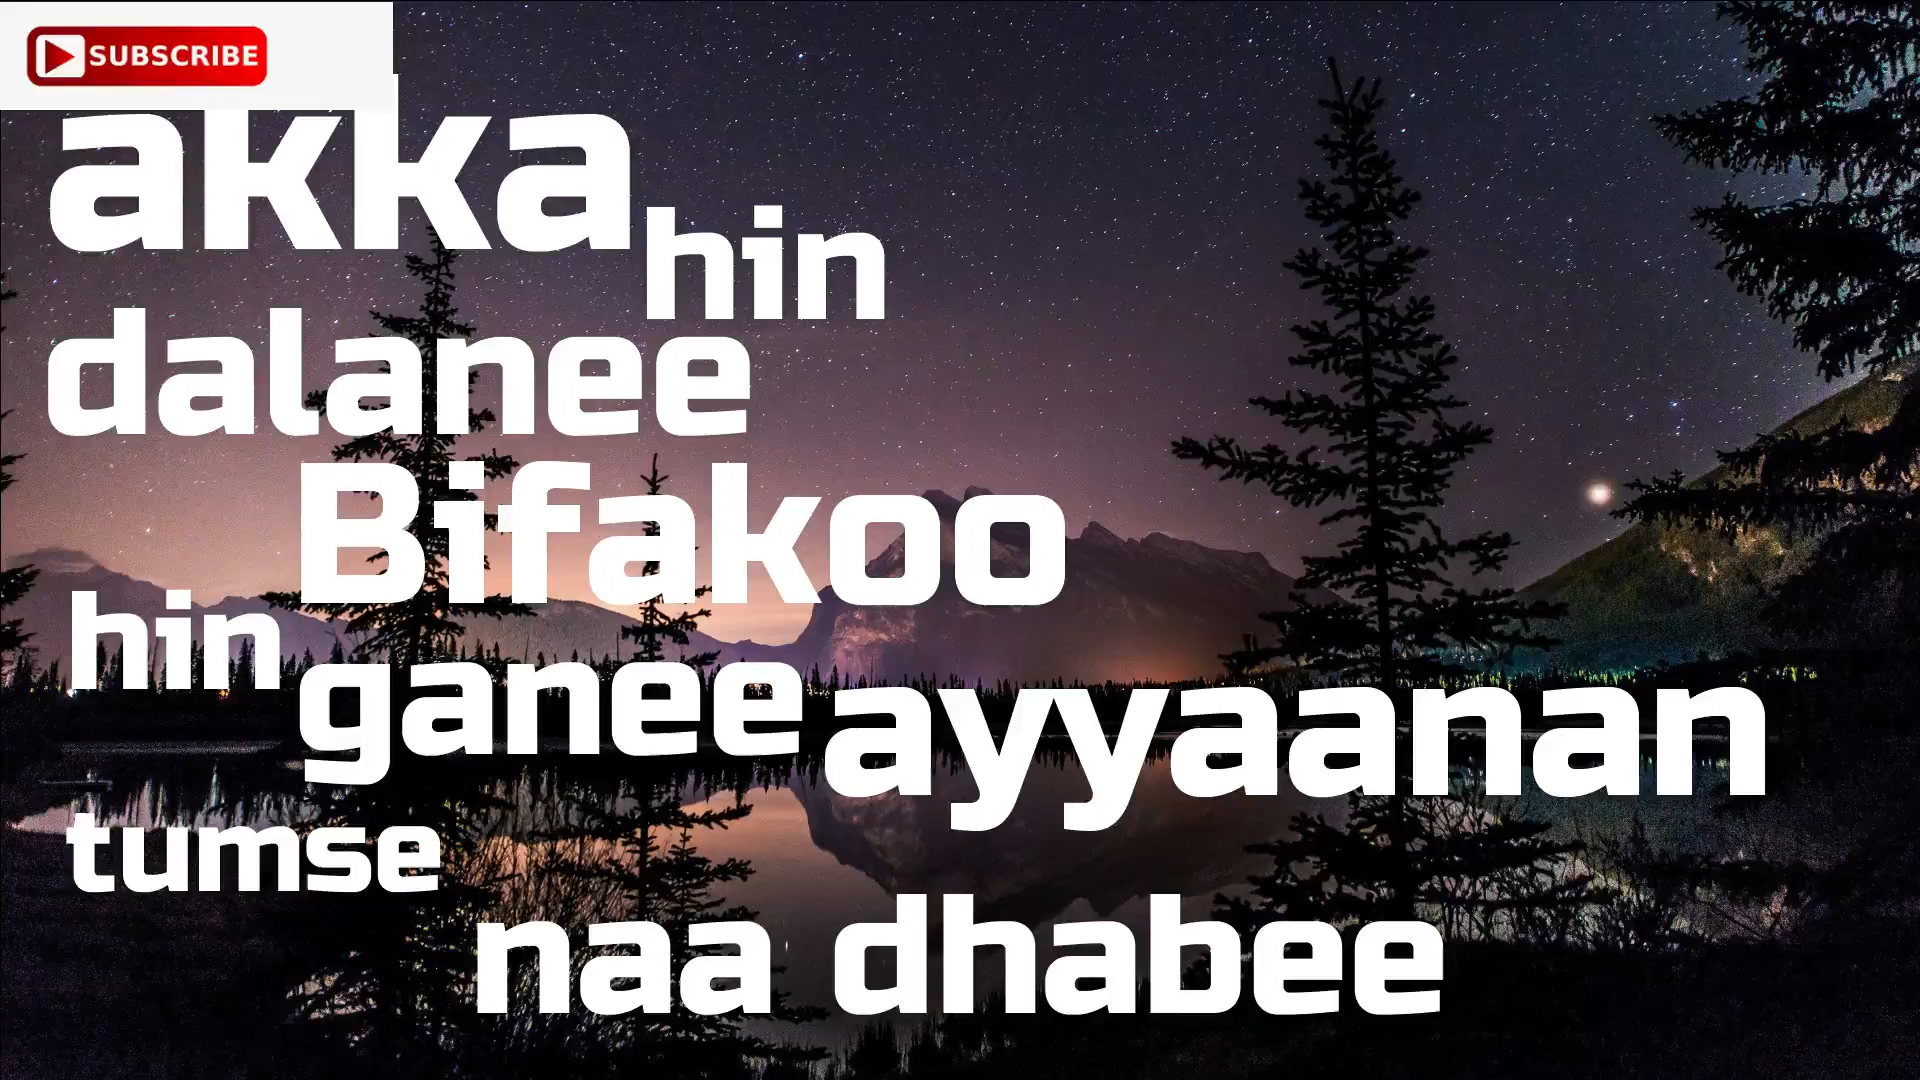 SUBSCRIBE
akka hin
dalanee
Bifakoo
hin ganee ayyaanan
tumse
naa dhabee